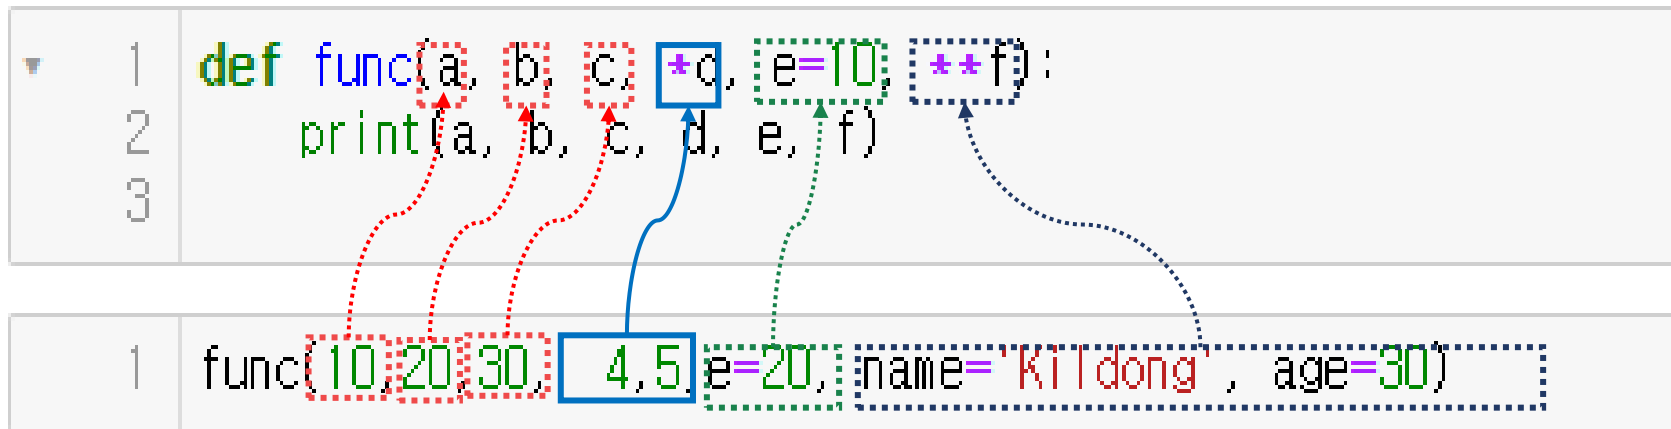 1 def func(a, b, c, *d, e=10, **f):
2 print(a, b, c, d, e, f)
3
1 func(10,20,30, 4,5,e=20, name='Kildong', age=30)